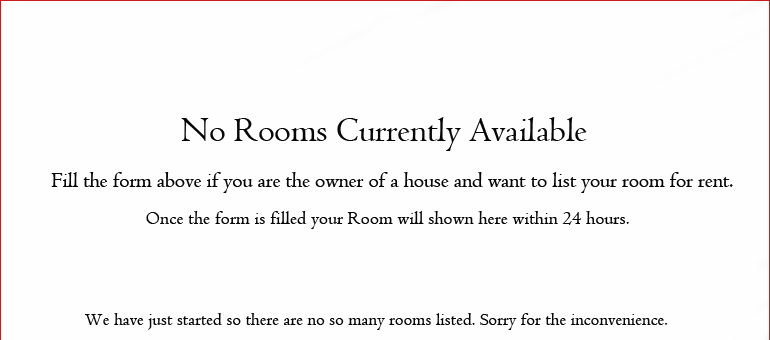 No Rooms Currently Available
Fill the form above if you are the owner of a house and want to list your room for rent.
Once the form is filled your Room will shown here within 24 hours.
We have just started so there are no so many rooms listed. Sorry for the inconvenience.